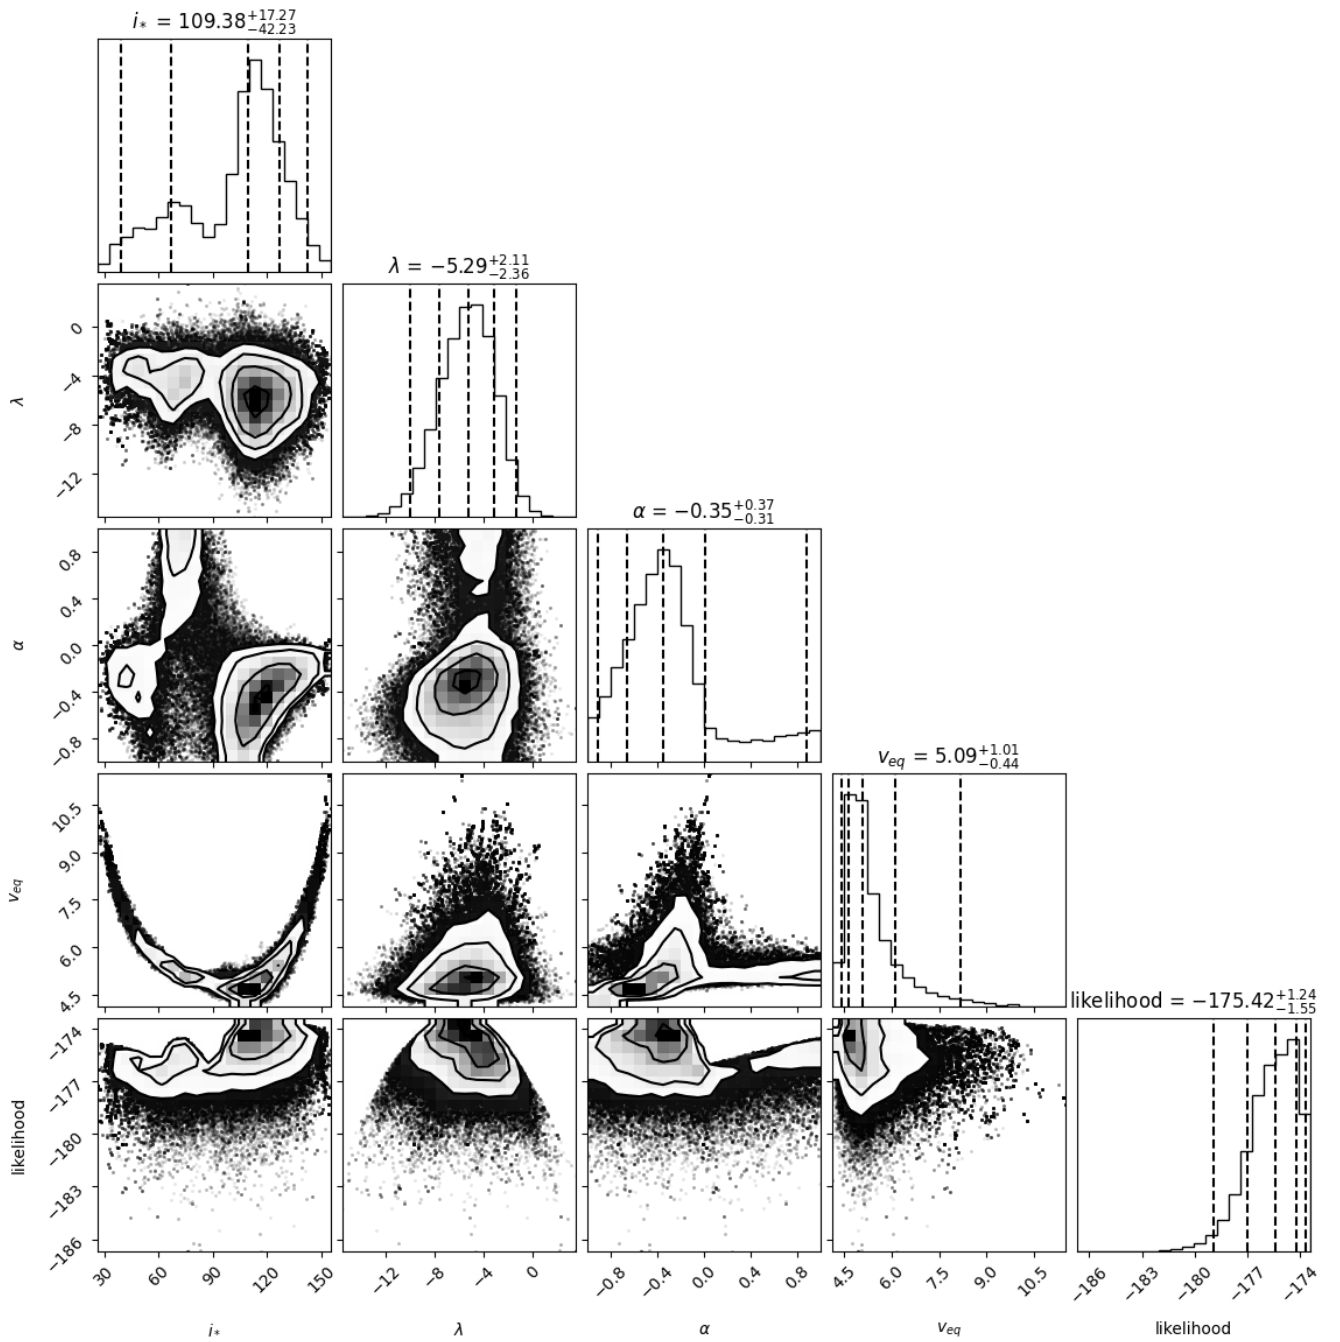 i* = 109.38 +17.27 −42.23
λ = −5.29 +2.11 −2.36
0
−4
−8
−12
λ
α = −0.35 +0.37 −0.31
0.8
0.4
0.0
−0.4
−0.8
α
v_eq = 5.09 +1.01 −0.44
10.5
9.0
7.5
6.0
4.5
v_eq
likelihood = −175.42 +1.24 −1.55
−174
−177
−180
−183
−186
likelihood
30 60 90 120 150 −12 −8 −4 0 −0.8 −0.4 0.0 0.4 0.8 4.5 6.0 7.5 9.0 10.5 −186 −183 −180 −177 −174
i* λ α v_eq likelihood